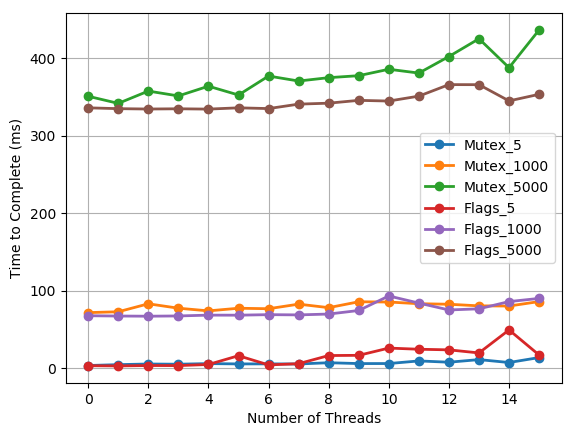 400
300
200
100
0
Time to Complete (ms)
Mutex_5
Mutex_1000
Mutex_5000
Flags_5
Flags_1000
Flags_5000
0 2 4 6 8 10 12 14
Number of Threads